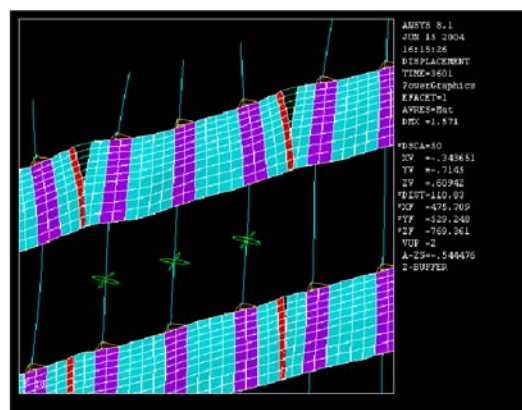 ANSYS 8.1
JUN 15 2004
16:15:26
DISPLACEMENT
TIME=3601
PowerGraphics
EFACET=1
AVRES=Mat
DMX =1.571
*DSCA=50
XV =-.343651
YV =-.7145
ZV =.60942
*DIST=110.83
*XF =475.709
*YF =529.248
*ZF =769.361
VUP =Z
A-ZS=-.544476
Z-BUFFER